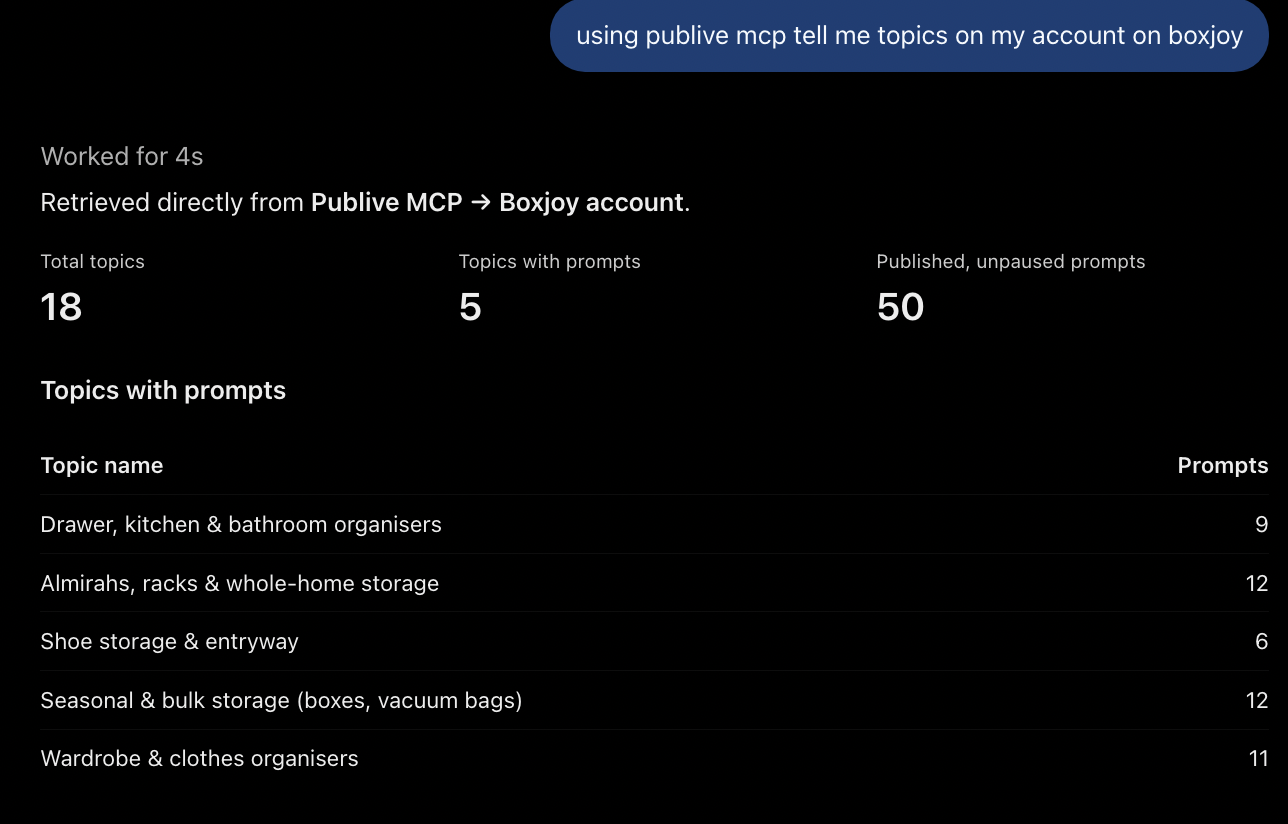 using publive mcp tell me topics on my account on boxjoy
Worked for 4s
Retrieved directly from Publive MCP → Boxjoy account.
Total topics
18
Topics with prompts
5
Published, unpaused prompts
50
Topics with prompts
Topic name Prompts
Drawer, kitchen & bathroom organisers 9
Almirahs, racks & whole-home storage 12
Shoe storage & entryway 6
Seasonal & bulk storage (boxes, vacuum bags) 12
Wardrobe & clothes organisers 11